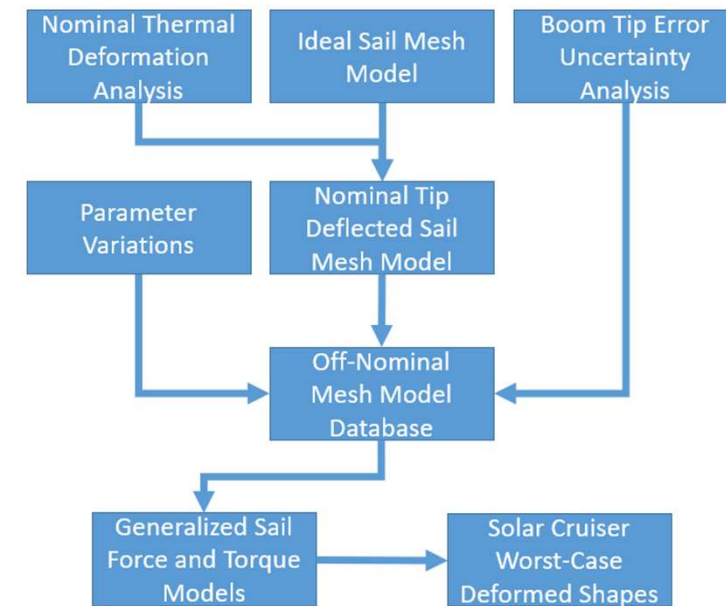 Nominal Thermal
Deformation
Analysis
Ideal Sail Mesh
Model
Boom Tip Error
Uncertainty
Analysis
Parameter
Variations
Nominal Tip
Deflected Sail
Mesh Model
Off-Nominal
Mesh Model
Database
Generalized Sail
Force and Torque
Models
Solar Cruiser
Worst-Case
Deformed Shapes